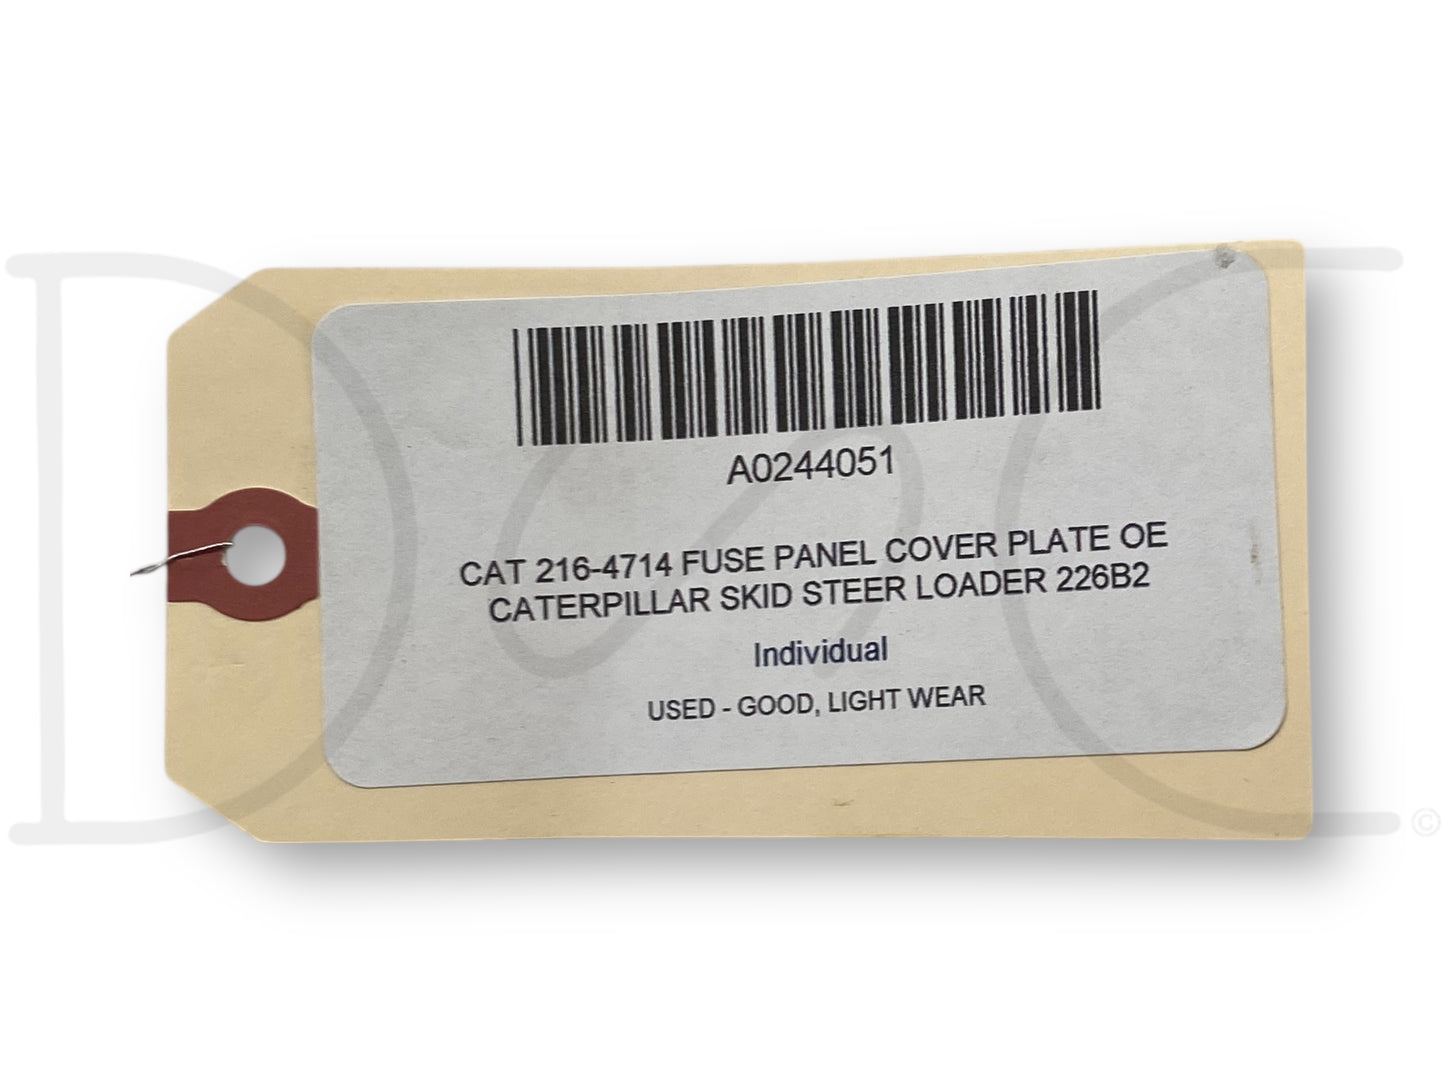 A0244051
CAT 216-4714 FUSE PANEL COVER PLATE OE
CATERPILLAR SKID STEER LOADER 226B2
Individual
USED - GOOD, LIGHT WEAR
©